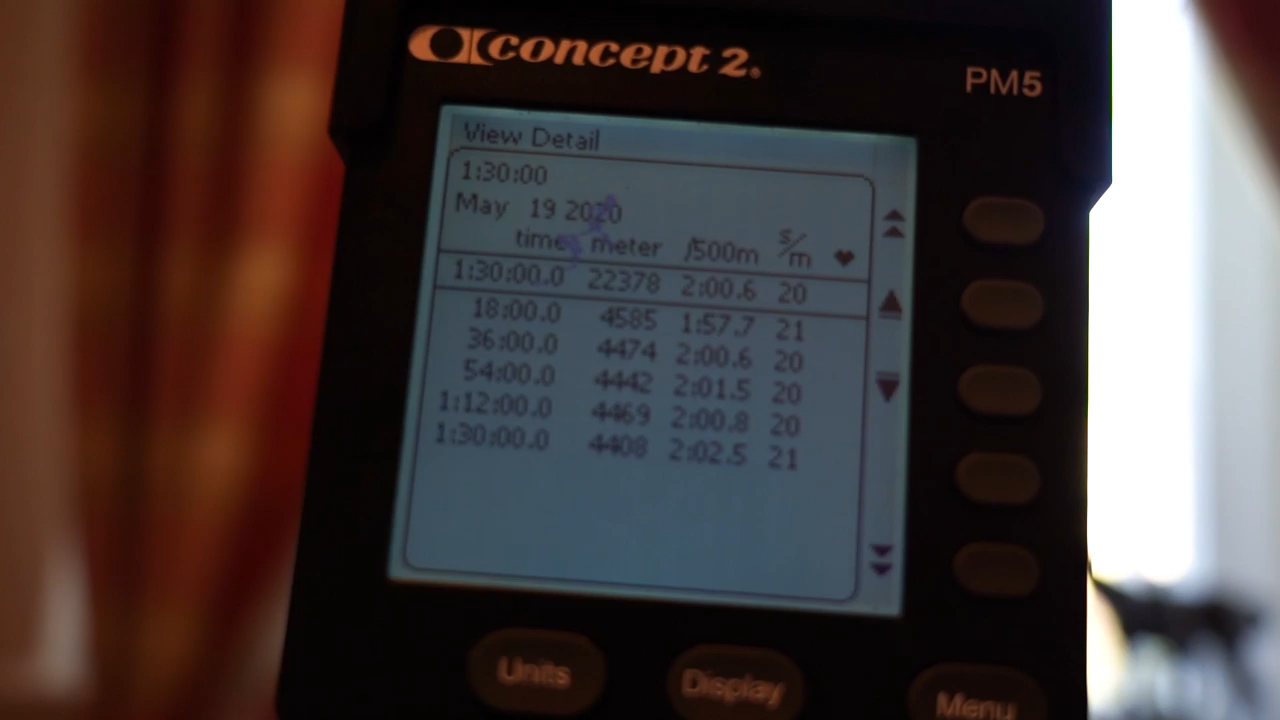 concept 2®
PM5
View Detail
1:30:00
May 19 2020
time meter /500m s/m ♥
1:30:00.0 22378 2:00.6 20
18:00.0 4585 1:57.7 21
36:00.0 4474 2:00.6 20
54:00.0 4442 2:01.5 20
1:12:00.0 4469 2:00.8 20
1:30:00.0 4408 2:02.5 21
Units
Display
Menu